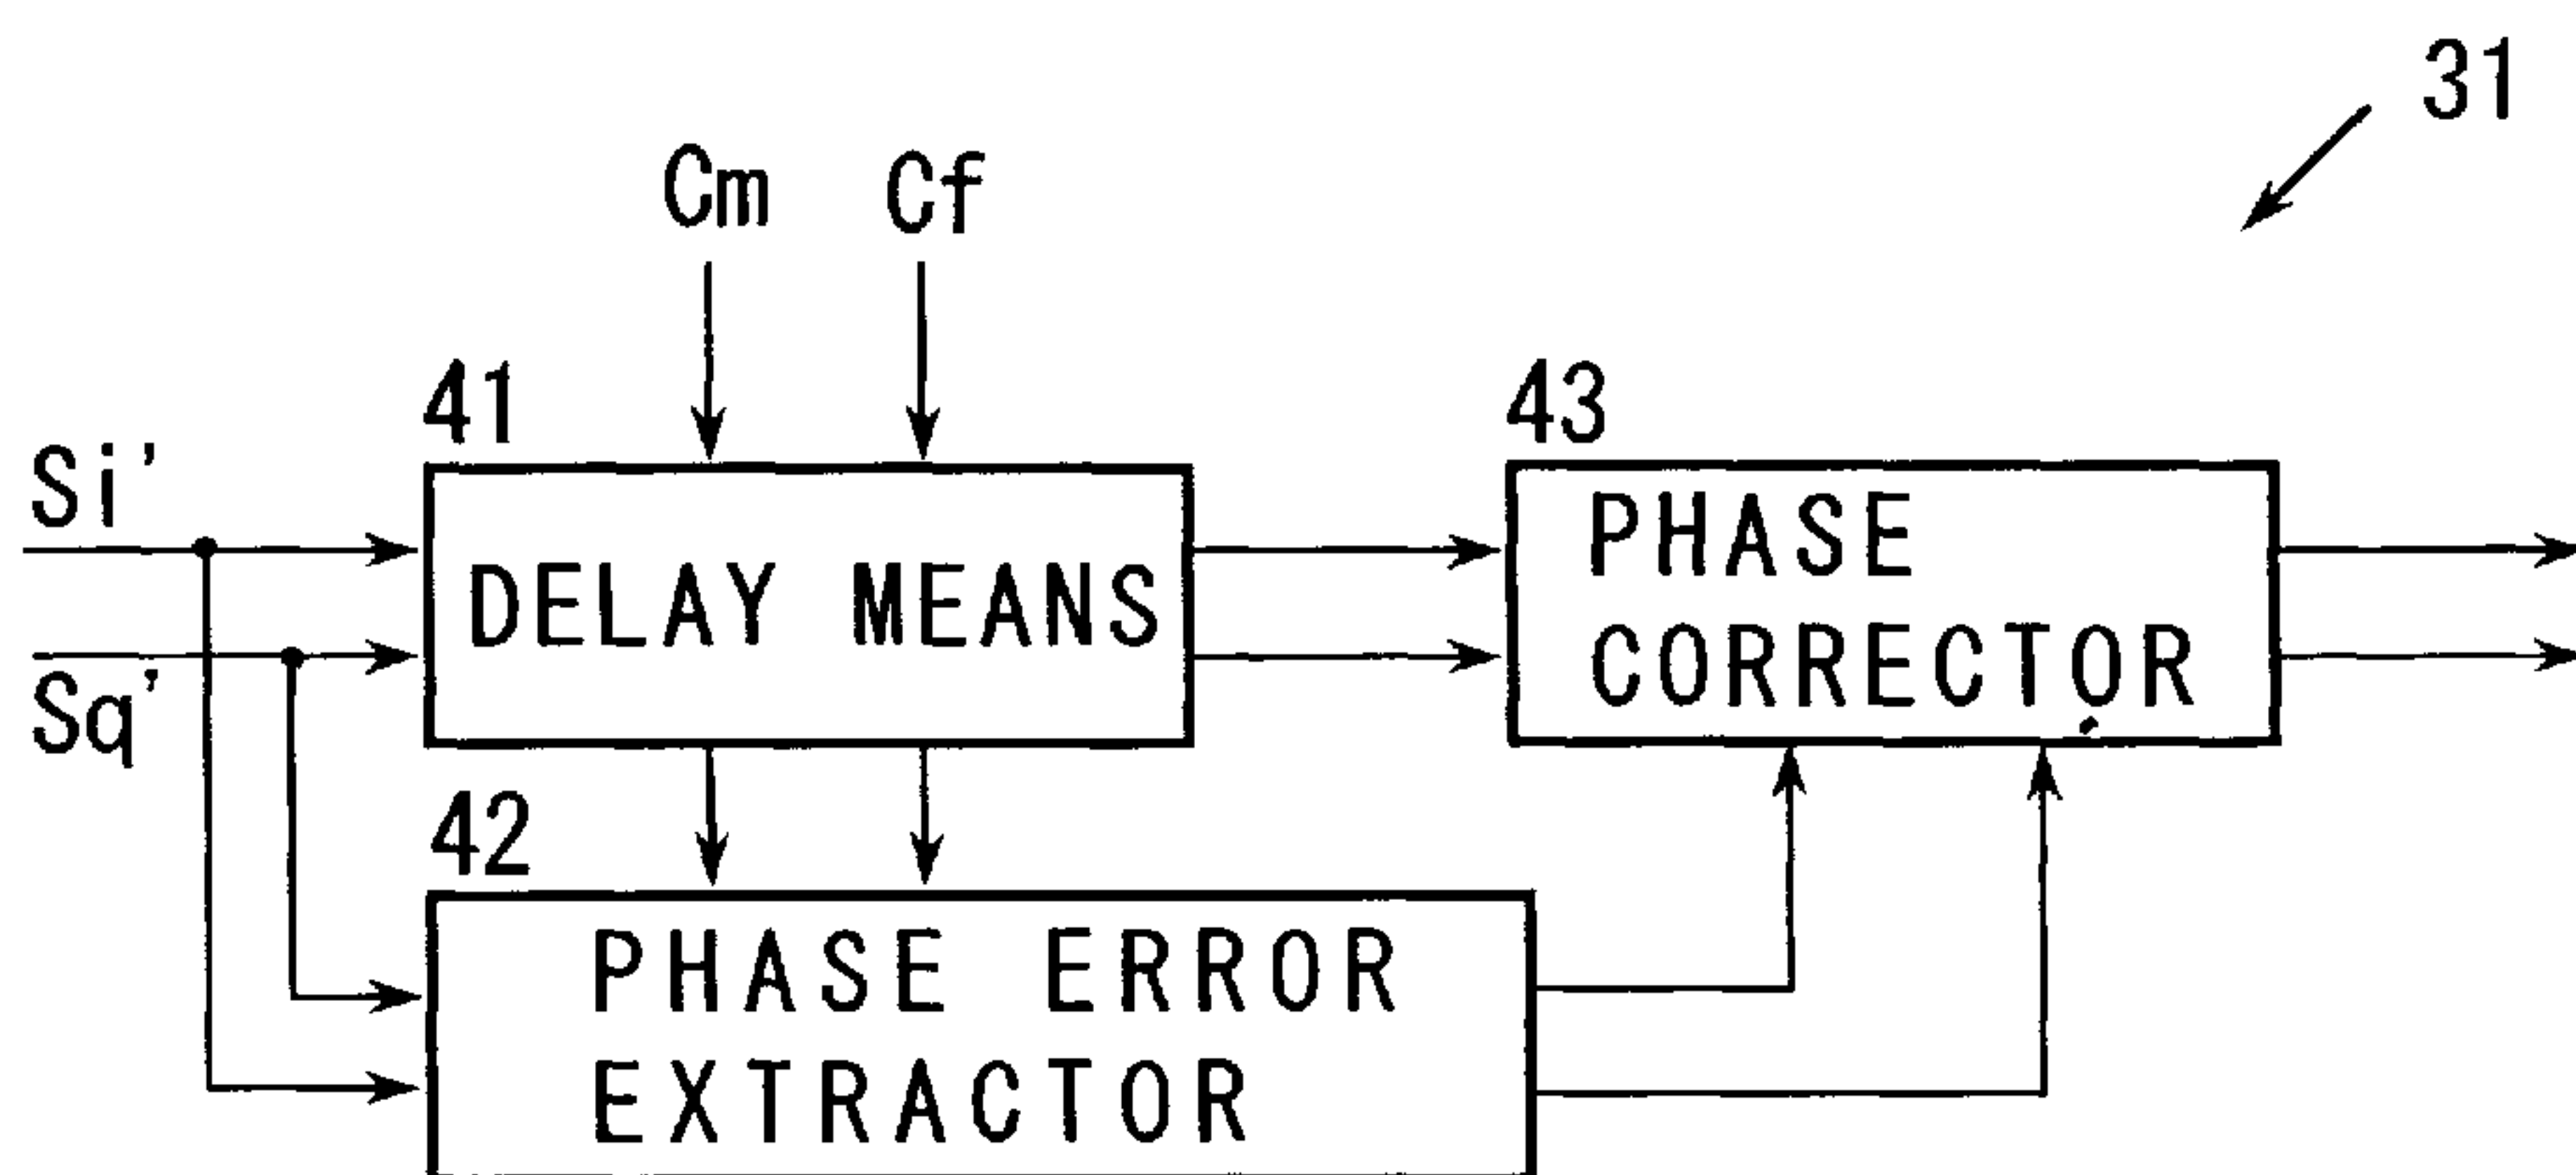 31
Cm Cf
41
43
Si'
DELAY MEANS
PHASE
CORRECTOR
Sq'
42
PHASE ERROR
EXTRACTOR